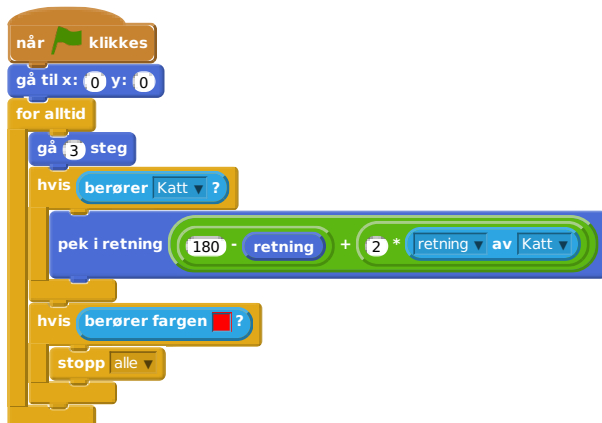 når klikkes
gå til x: 0 y: 0
for alltid
gå 3 steg
hvis berører Katt ?
pek i retning 180 - retning + 2 * retning av Katt
hvis berører fargen ?
stopp alle